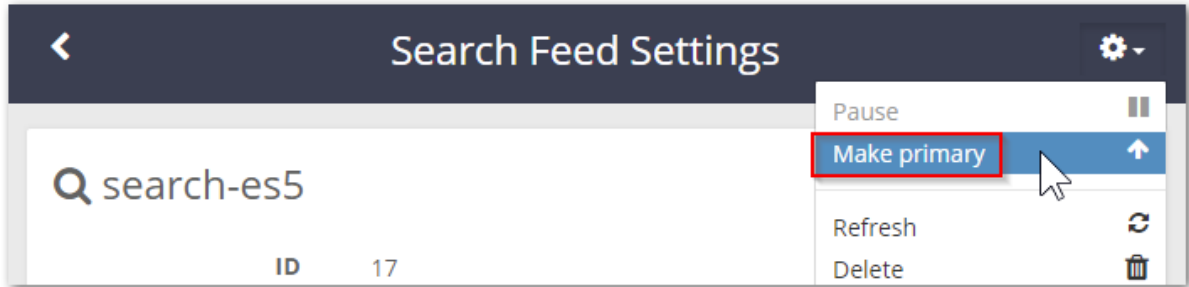 Search Feed Settings
Pause
Make primary
search-es5
Refresh
ID 17
Delete